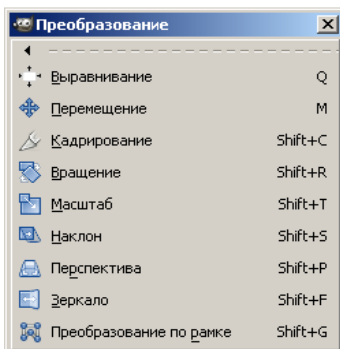 Преобразование
Выравнивание Q
Перемещение M
Кадрирование Shift+C
Вращение Shift+R
Масштаб Shift+T
Наклон Shift+S
Перспектива Shift+P
Зеркало Shift+F
Преобразование по рамке Shift+G